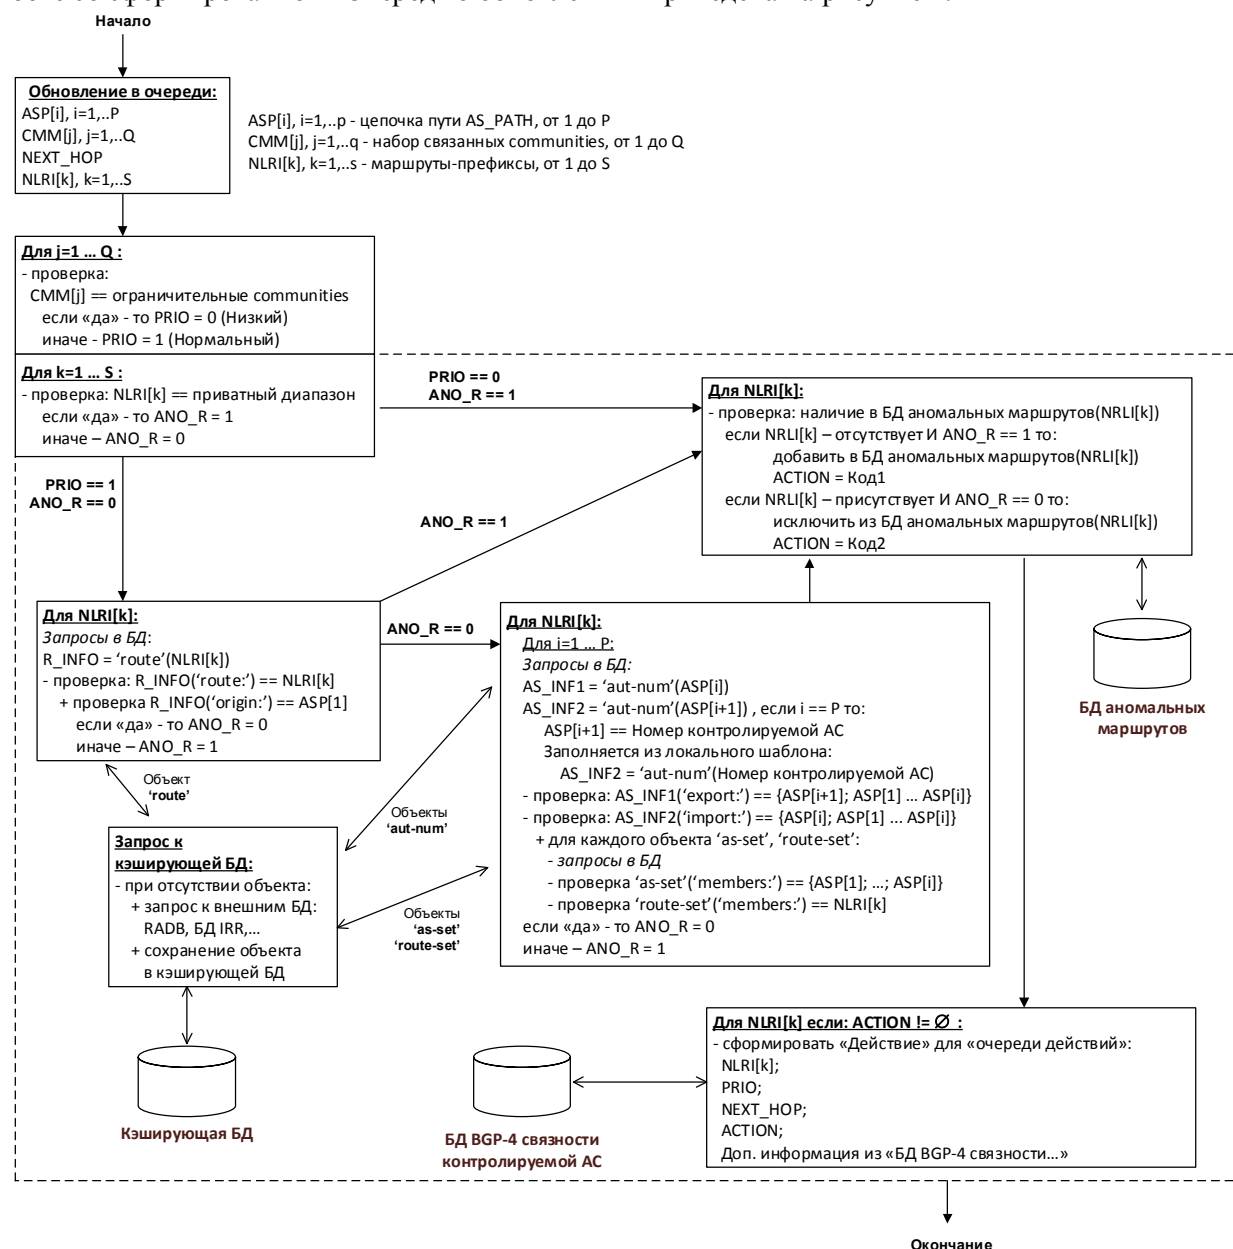 Начало
Обновление в очереди:
ASP[i], i=1,..P
CMM[j], j=1,..Q
NEXT_HOP
NLRI[k], k=1,..S
ASP[i], i=1,..p - цепочка пути AS_PATH, от 1 до P
CMM[j], j=1,..q - набор связанных communities, от 1 до Q
NLRI[k], k=1,..s - маршруты-префиксы, от 1 до S
Для j=1 ... Q :
- проверка:
CMM[j] == ограничительные communities
если «да» - то PRIO = 0 (Низкий)
иначе - PRIO = 1 (Нормальный)
Для k=1 ... S :
- проверка: NLRI[k] == приватный диапазон
если «да» - то ANO_R = 1
иначе – ANO_R = 0
PRIO == 0
ANO_R == 1
PRIO == 1
ANO_R == 0
Для NLRI[k]:
- проверка: наличие в БД аномальных маршрутов(NRLI[k])
если NRLI[k] – отсутствует И ANO_R == 1 то:
добавить в БД аномальных маршрутов(NRLI[k])
ACTION = Код1
если NRLI[k] – присутствует И ANO_R == 0 то:
исключить из БД аномальных маршрутов(NRLI[k])
ACTION = Код2
ANO_R == 1
Для NLRI[k]:
Запросы в БД:
R_INFO = ‘route’(NLRI[k])
- проверка: R_INFO(‘route:’) == NLRI[k]
+ проверка R_INFO(‘origin:’) == ASP[1]
если «да» - то ANO_R = 0
иначе – ANO_R = 1
ANO_R == 0
Для NLRI[k]:
Для i=1 ... P:
Запросы в БД:
AS_INF1 = ‘aut-num’(ASP[i])
AS_INF2 = ‘aut-num’(ASP[i+1]) , если i == P то:
ASP[i+1] == Номер контролируемой АС
Заполняется из локального шаблона:
AS_INF2 = ‘aut-num’(Номер контролируемой АС)
- проверка: AS_INF1(‘export:’) == {ASP[i+1]; ASP[1] ... ASP[i]}
- проверка: AS_INF2(‘import:’) == {ASP[i]; ASP[1] ... ASP[i]}
+ для каждого объекта ‘as-set’, ‘route-set’:
- запросы в БД
- проверка ‘as-set’(‘members:’) == {ASP[1]; ...; ASP[i]}
- проверка ‘route-set’(‘members:’) == NLRI[k]
если «да» - то ANO_R = 0
иначе – ANO_R = 1
БД аномальных
маршрутов
Объект
‘route’
Объекты
‘aut-num’
Объекты
‘as-set’
‘route-set’
Запрос к
кэширующей БД:
- при отсутствии объекта:
+ запрос к внешним БД:
RADB, БД IRR,...
+ сохранение объекта
в кэширующей БД
Кэширующая БД
БД BGP-4 связности
контролируемой АС
Для NLRI[k] если: ACTION != Ø :
- сформировать «Действие» для «очереди действий»:
NLRI[k];
PRIO;
NEXT_HOP;
ACTION;
Доп. информация из «БД BGP-4 связности...»
Окончание